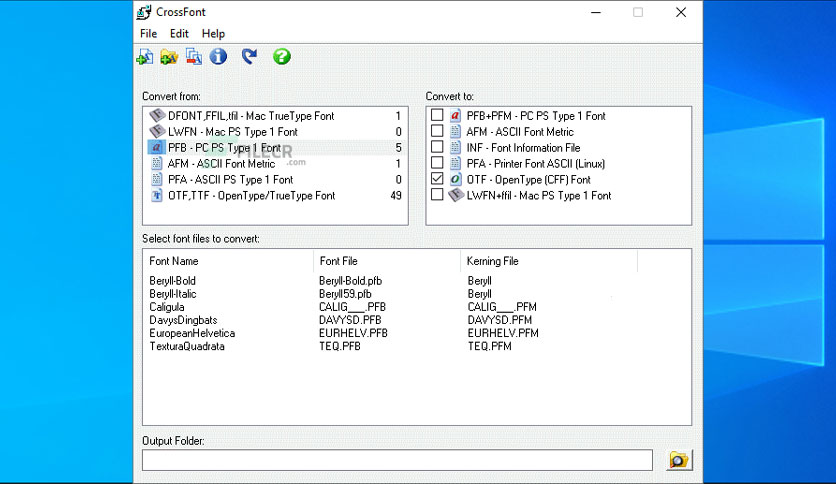 CrossFont
File Edit Help
Convert from:
DFONT,FFIL,tfil - Mac TrueType Font 1
LWFN - Mac PS Type 1 Font 0
PFB - PC PS Type 1 Font 5
AFM - ASCII Font Metric 1
PFA - ASCII PS Type 1 Font 0
OTF,TTF - OpenType/TrueType Font 49
FILECR
.com
Convert to:
PFB+PFM - PC PS Type 1 Font
AFM - ASCII Font Metric
INF - Font Information File
PFA - Printer Font ASCII (Linux)
OTF - OpenType (CFF) Font
LWFN+ffil - Mac PS Type 1 Font
Select font files to convert:
Font Name Font File Kerning File
Beryll-Bold Beryll-Bold.pfb Beryll
Beryll-Italic Beryll59.pfb Beryll
Caligula CALIG___.PFB CALIG___.PFM
DavysDingbats DAVYSD.PFB DAVYSD.PFM
EuropeanHelvetica EURHELV.PFB EURHELV.PFM
TexturaQuadrata TEQ.PFB TEQ.PFM
Output Folder: